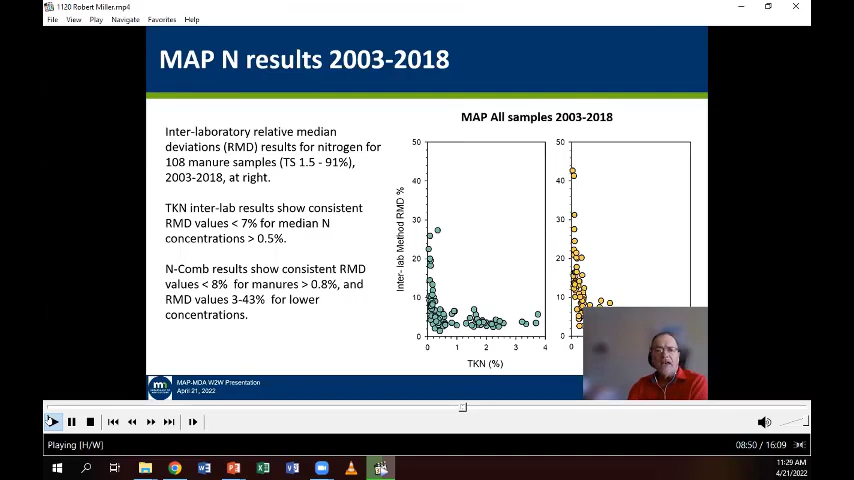 1120 Robert Miller.mp4
File View Play Navigate Favorites Help
MAP N results 2003-2018
Inter-laboratory relative median
deviations (RMD) results for nitrogen for
108 manure samples (TS 1.5 - 91%),
2003-2018, at right.
TKN inter-lab results show consistent
RMD values < 7% for median N
concentrations > 0.5%.
N-Comb results show consistent RMD
values < 8% for manures > 0.8%, and
RMD values 3-43% for lower
concentrations.
MAP All samples 2003-2018
Inter- lab Method RMD %
50
40
30
20
10
0
0 1 2 3 4
TKN (%)
50
40
30
20
10
0
0
MAP-MDA W2W Presentation
April 21, 2022
Playing [H/W]
08:50 / 16:09
11:29 AM
4/21/2022